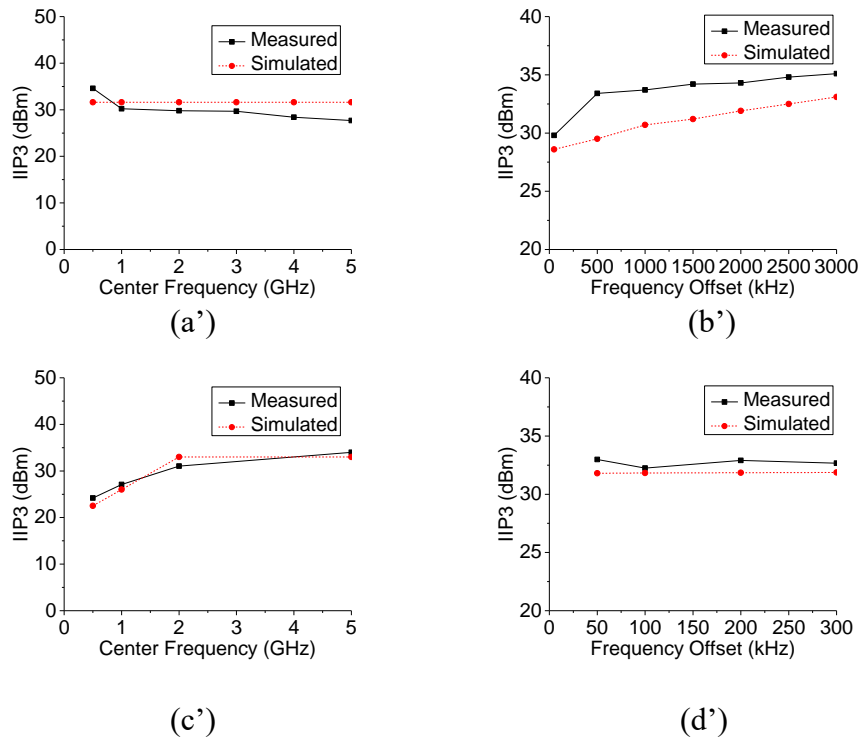 50
40
30
20
10
0
IIP3 (dBm)
Measured
Simulated
0 1 2 3 4 5
Center Frequency (GHz)
(a’)
40
35
30
25
20
IIP3 (dBm)
Measured
Simulated
0 500 1000 1500 2000 2500 3000
Frequency Offset (kHz)
(b’)
50
40
30
20
10
0
IIP3 (dBm)
Measured
Simulated
0 1 2 3 4 5
Center Frequency (GHz)
(c’)
40
35
30
25
20
IIP3 (dBm)
Measured
Simulated
0 50 100 150 200 250 300
Frequency Offset (kHz)
(d’)